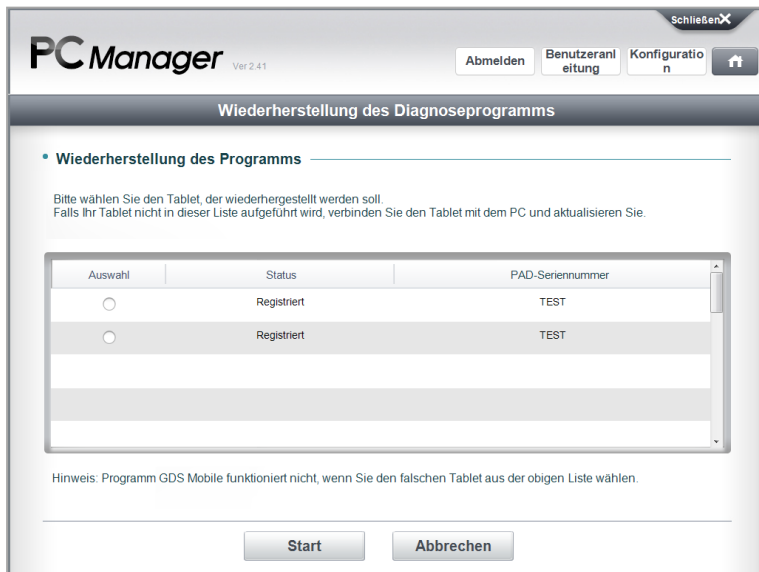 Schließen X
PC Manager Ver 2.41
Abmelden
Benutzeranl
eitung
Konfiguratio
n
Wiederherstellung des Diagnoseprogramms
Wiederherstellung des Programms
Bitte wählen Sie den Tablet, der wiederhergestellt werden soll.
Falls Ihr Tablet nicht in dieser Liste aufgeführt wird, verbinden Sie den Tablet mit dem PC und aktualisieren Sie.
Auswahl Status PAD-Seriennummer
Registriert TEST
Registriert TEST
Hinweis: Programm GDS Mobile funktioniert nicht, wenn Sie den falschen Tablet aus der obigen Liste wählen.
Start Abbrechen